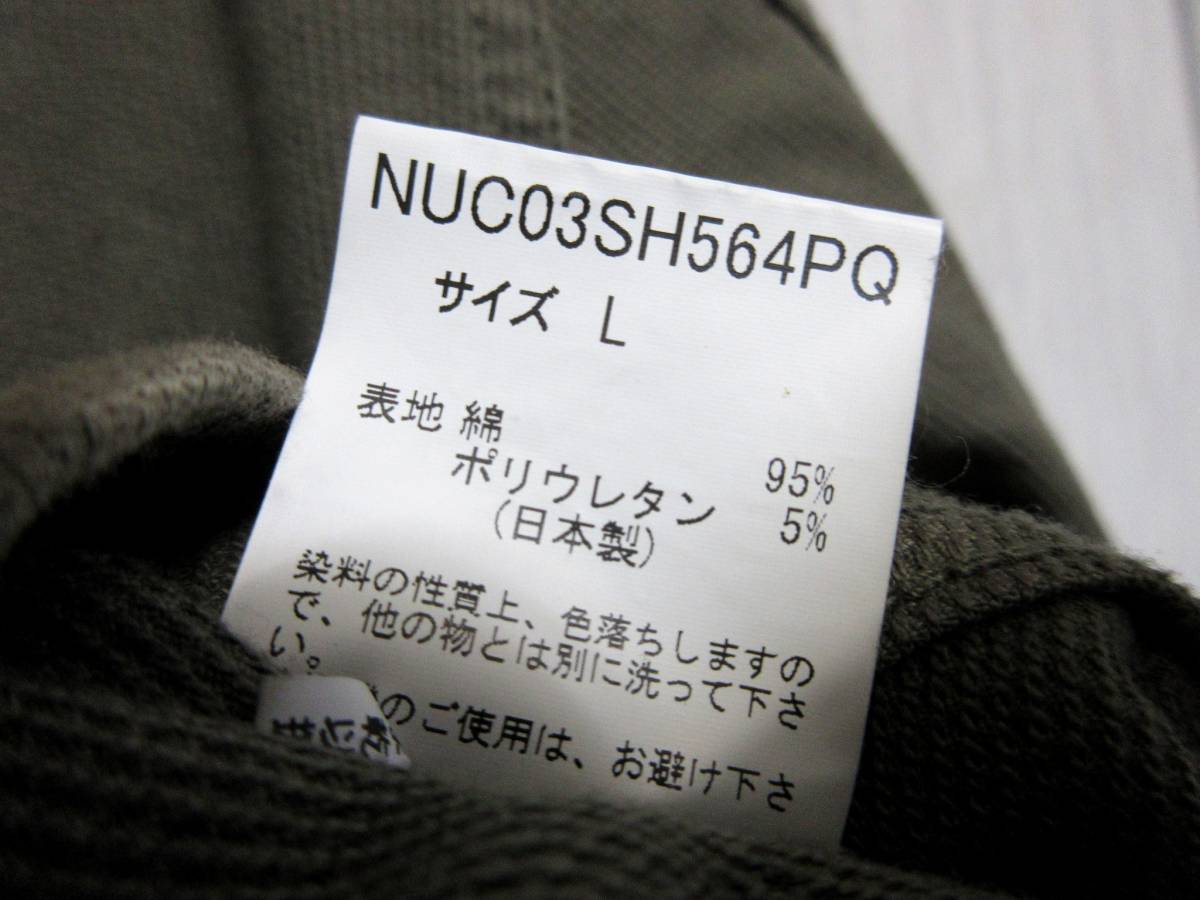 NUC03SH564PQ
サイズ L
表地 綿 95%
ポリウレタン 5%
(日本製)
染料の性質上、色落ちしますの
で、他の物とは別に洗って下さ
い。
のご使用は、お避け下さ